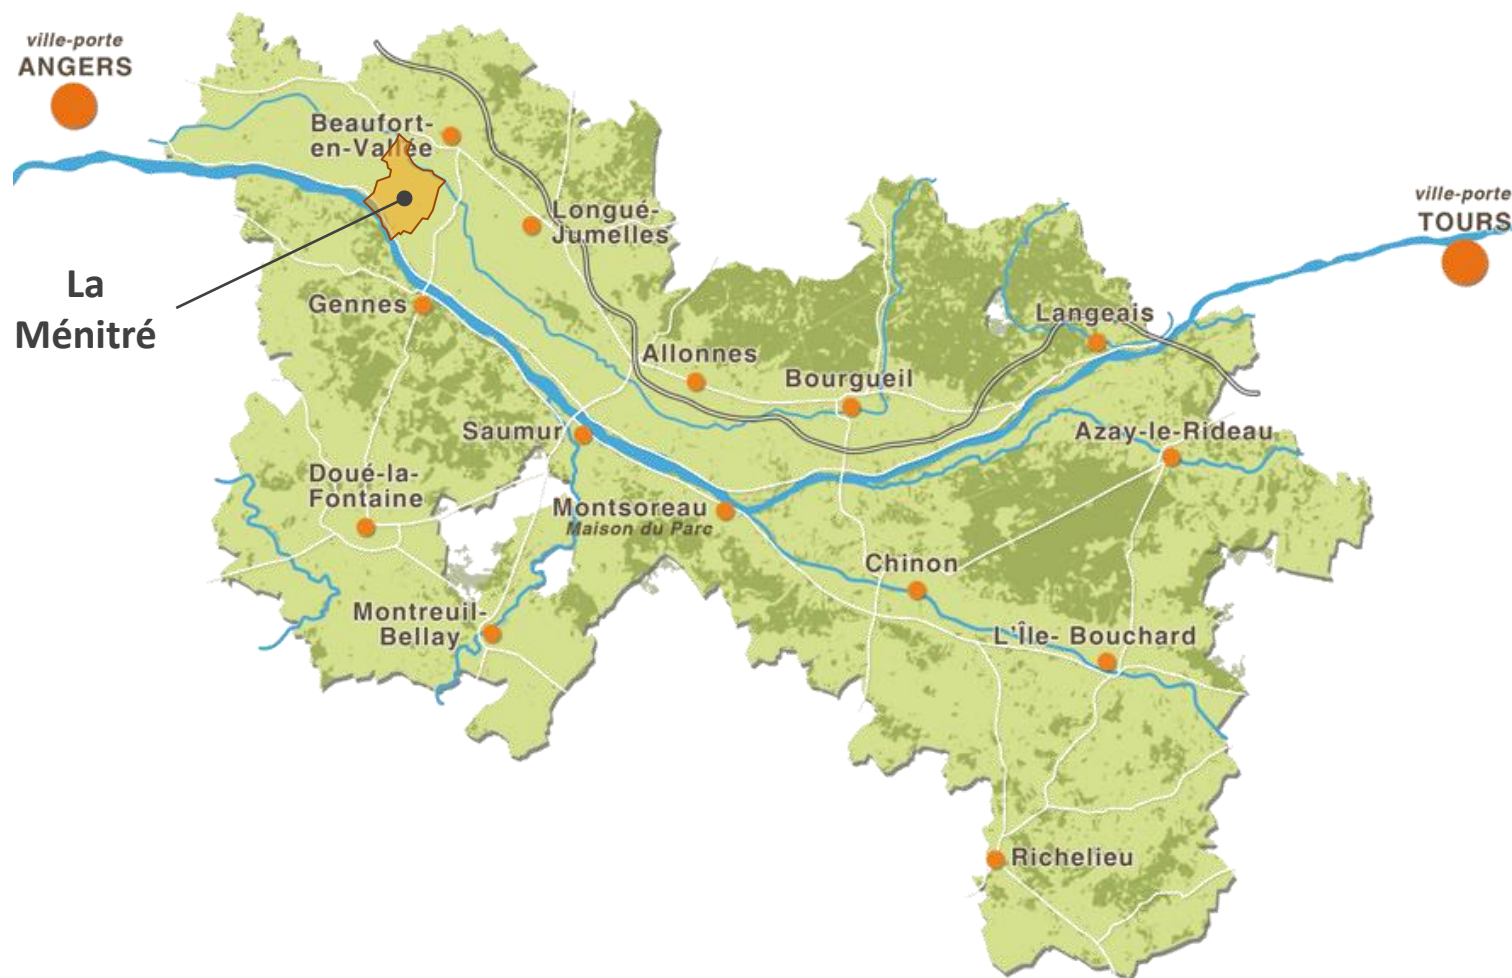 ville-porte
ANGERS
Beaufort-
en-Vallée
ville-porte
TOURS
Longué-
Jumelles
La
Ménitré
Gennes
Langeais
Allonnes
Bourgueil
Saumur
Azay-le-Rideau
Doué-la-
Fontaine
Montsoreau
Maison du Parc
Chinon
Montreuil-
Bellay
L'Île- Bouchard
Richelieu